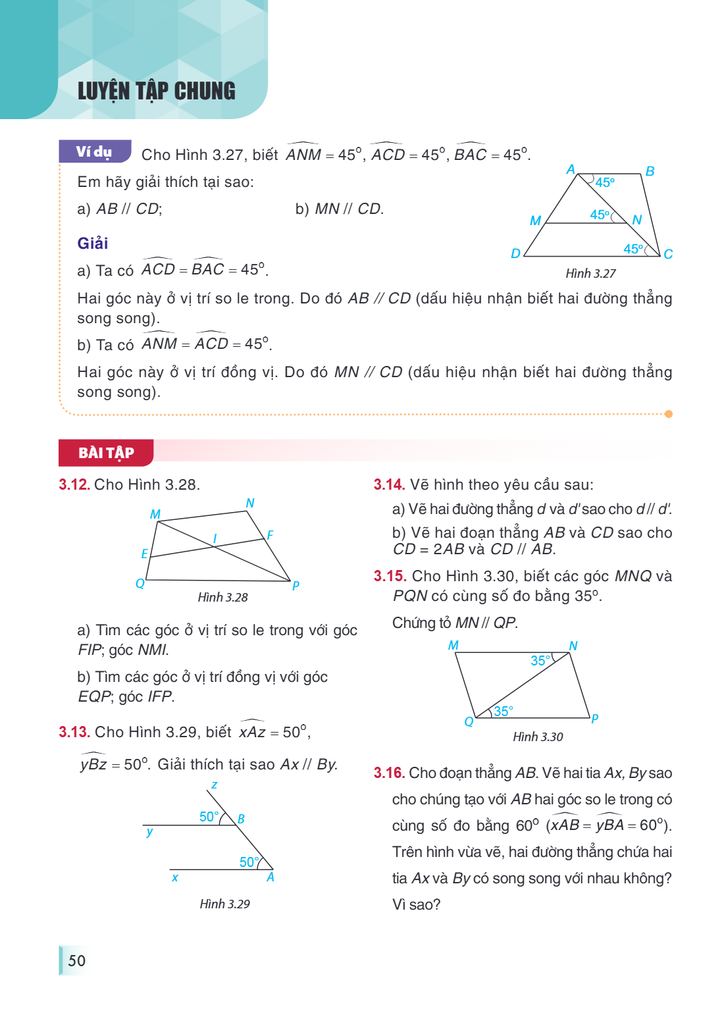 LUYỆN TẬP CHUNG
Ví dụ
Cho Hình 3.27, biết ANM = 45°, ACD = 45°, BAC = 45°.
Em hãy giải thích tại sao:
a) AB // CD;
b) MN // CD.
A
B
45°
M
45°
N
D
45°
C
Hình 3.27
Giải
a) Ta có ACD = BAC = 45°.
Hai góc này ở vị trí so le trong. Do đó AB // CD (dấu hiệu nhận biết hai đường thẳng
song song).
b) Ta có ANM = ACD = 45°.
Hai góc này ở vị trí đồng vị. Do đó MN // CD (dấu hiệu nhận biết hai đường thẳng
song song).
BÀI TẬP
3.12. Cho Hình 3.28.
N
M
I
F
E
Q
P
Hình 3.28
a) Tìm các góc ở vị trí so le trong với góc
FIP; góc NMI.
b) Tìm các góc ở vị trí đồng vị với góc
EQP; góc IFP.
3.13. Cho Hình 3.29, biết xAz = 50°,
yBz = 50°. Giải thích tại sao Ax // By.
z
50°
B
y
50°
x
A
Hình 3.29
3.14. Vẽ hình theo yêu cầu sau:
a) Vẽ hai đường thẳng d và d' sao cho d // d'.
b) Vẽ hai đoạn thẳng AB và CD sao cho
CD = 2AB và CD // AB.
3.15. Cho Hình 3.30, biết các góc MNQ và
PQN có cùng số đo bằng 35°.
Chứng tỏ MN // QP.
M
N
35°
35°
Q
P
Hình 3.30
3.16. Cho đoạn thẳng AB. Vẽ hai tia Ax, By sao
cho chúng tạo với AB hai góc so le trong có
cùng số đo bằng 60° (xAB = yBA = 60°).
Trên hình vừa vẽ, hai đường thẳng chứa hai
tia Ax và By có song song với nhau không?
Vì sao?
50